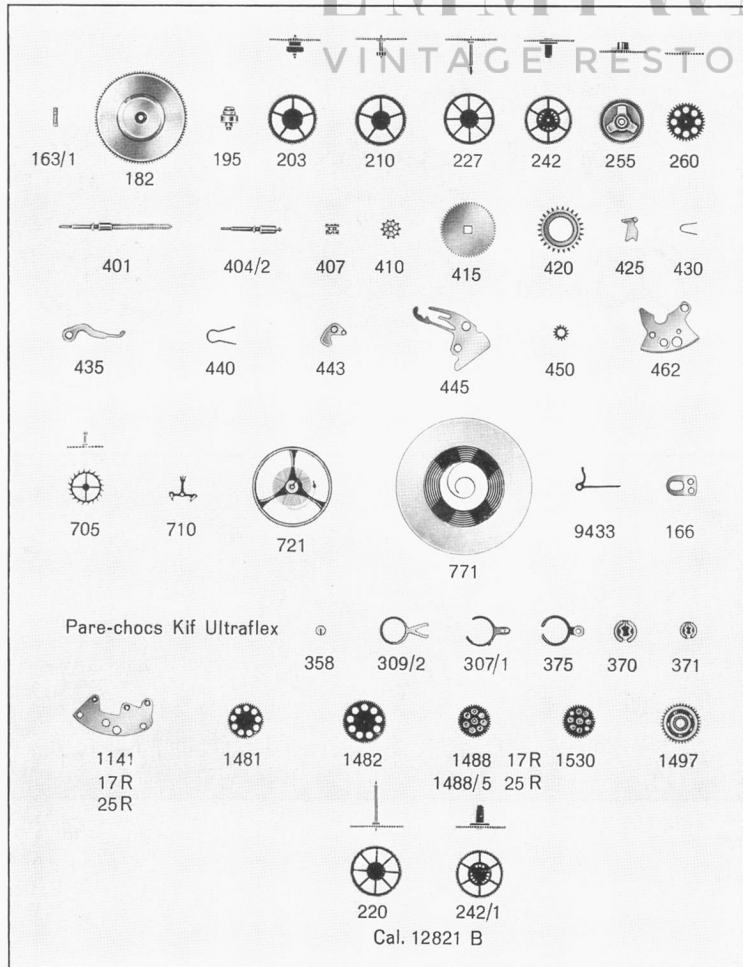 VINTAGE RESTO
163/1 182 195 203 210 227 242 255 260
401 404/2 407 410 415 420 425 430
435 440 443 445 450 462
705 710 721 771 9433 166
Pare-chocs Kif Ultraflex 358 309/2 307/1 375 370 371
1141 1481 1482 1488 17R 1530 1497
17R 1488/5 25R
25R
220 242/1
Cal. 12821 B